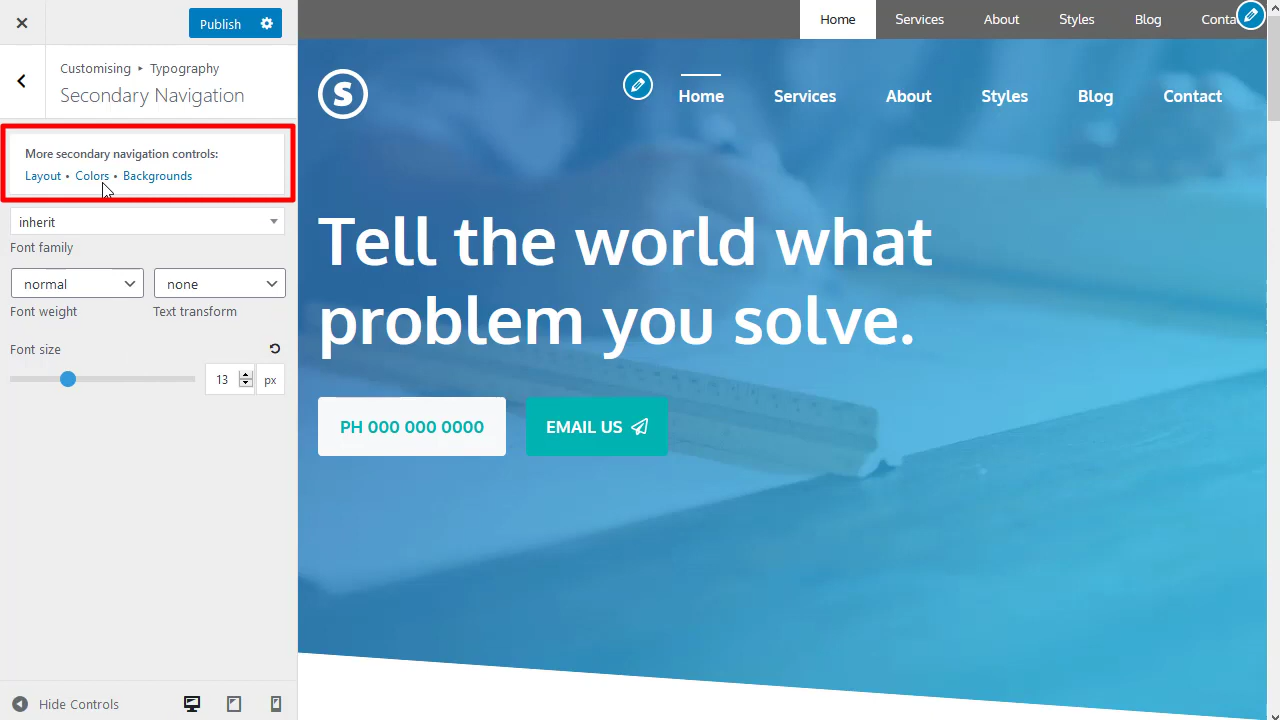 Publish
Customising ▸ Typography
Secondary Navigation
More secondary navigation controls:
Layout • Colors • Backgrounds
inherit
Font family
normal
none
Font weight
Text transform
Font size
13
px
Hide Controls
Home Services About Styles Blog
S
Home Services About Styles Blog Contact
Tell the world what
problem you solve.
PH 000 000 0000
EMAIL US